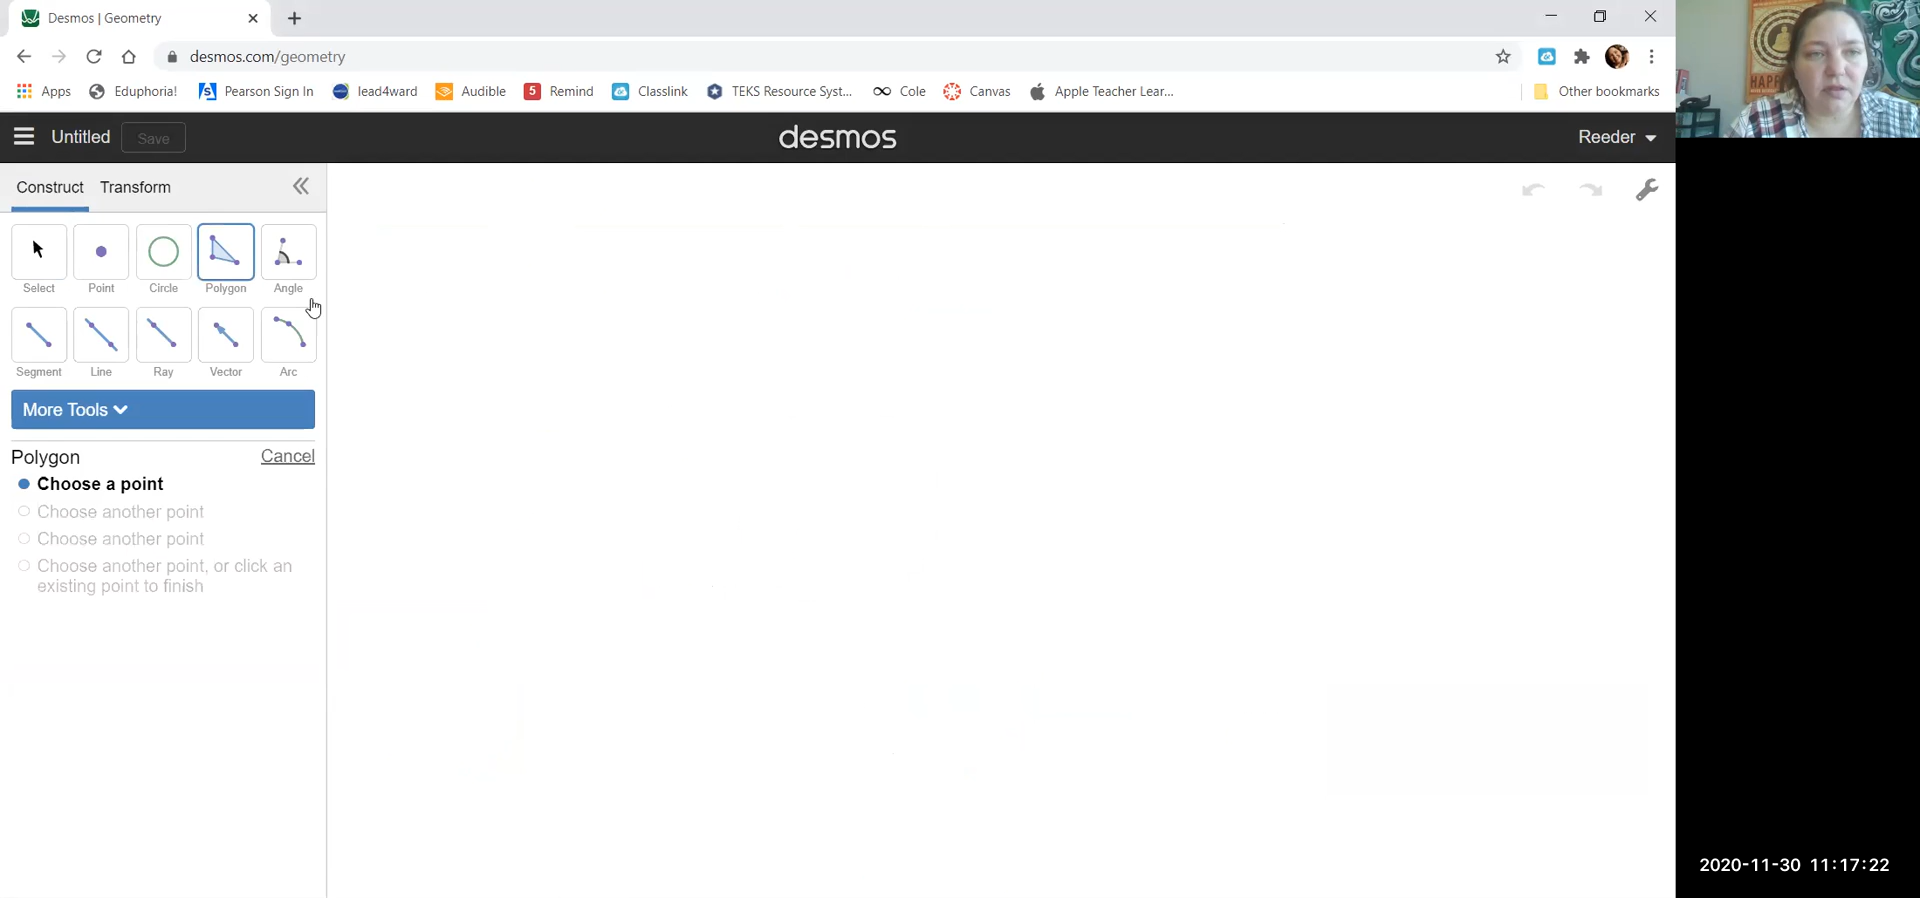 Desmos | Geometry
desmos.com/geometry
Apps Eduphoria! Pearson Sign In lead4ward Audible 5 Remind Classlink TEKS Resource Syst... Cole Canvas Apple Teacher Lear... Other bookmarks
Untitled Save desmos Reeder
Construct Transform
Select Point Circle Polygon Angle
Segment Line Ray Vector Arc
More Tools
Polygon Cancel
Choose a point
Choose another point
Choose another point
Choose another point, or click an
existing point to finish
HAPP
2020-11-30 11:17:22